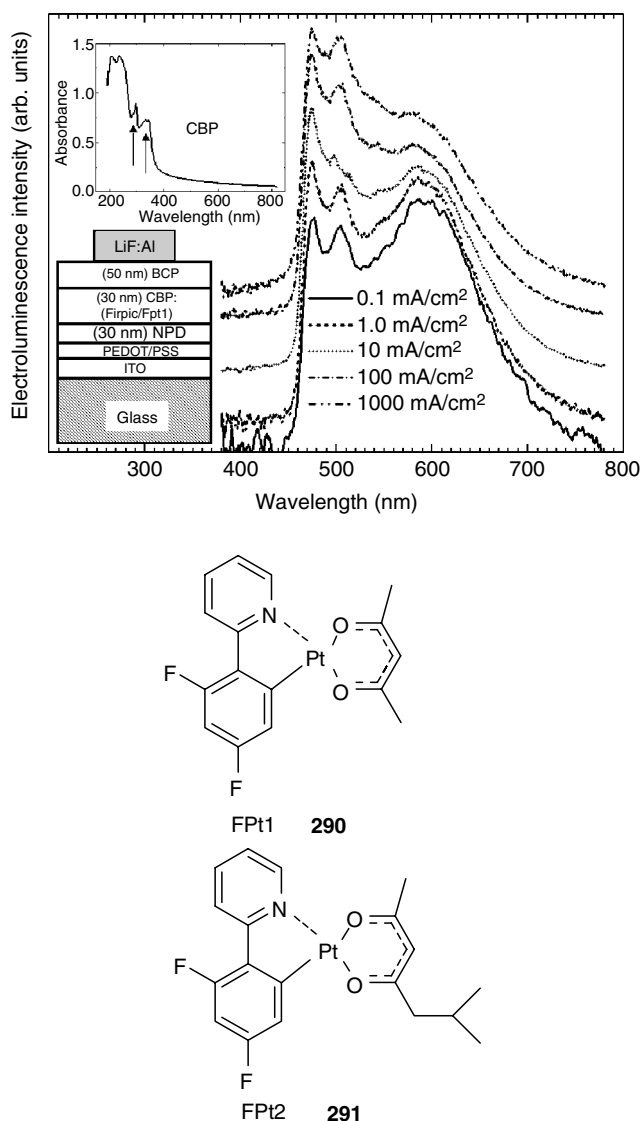 Electroluminescence intensity (arb. units)
1.5
1.0
0.5
0.0
Absorbance
CBP
200 400 600 800
Wavelength (nm)
LiF:Al
(50 nm) BCP
(30 nm) CBP:
(Firpic/Fpt1)
(30 nm) NPD
PEDOT/PSS
ITO
Glass
0.1 mA/cm2
1.0 mA/cm2
10 mA/cm2
100 mA/cm2
1000 mA/cm2
300 400 500 600 700 800
Wavelength (nm)
N
O
Pt
O
F
F
FPt1 290
N
O
Pt
O
F
F
FPt2 291